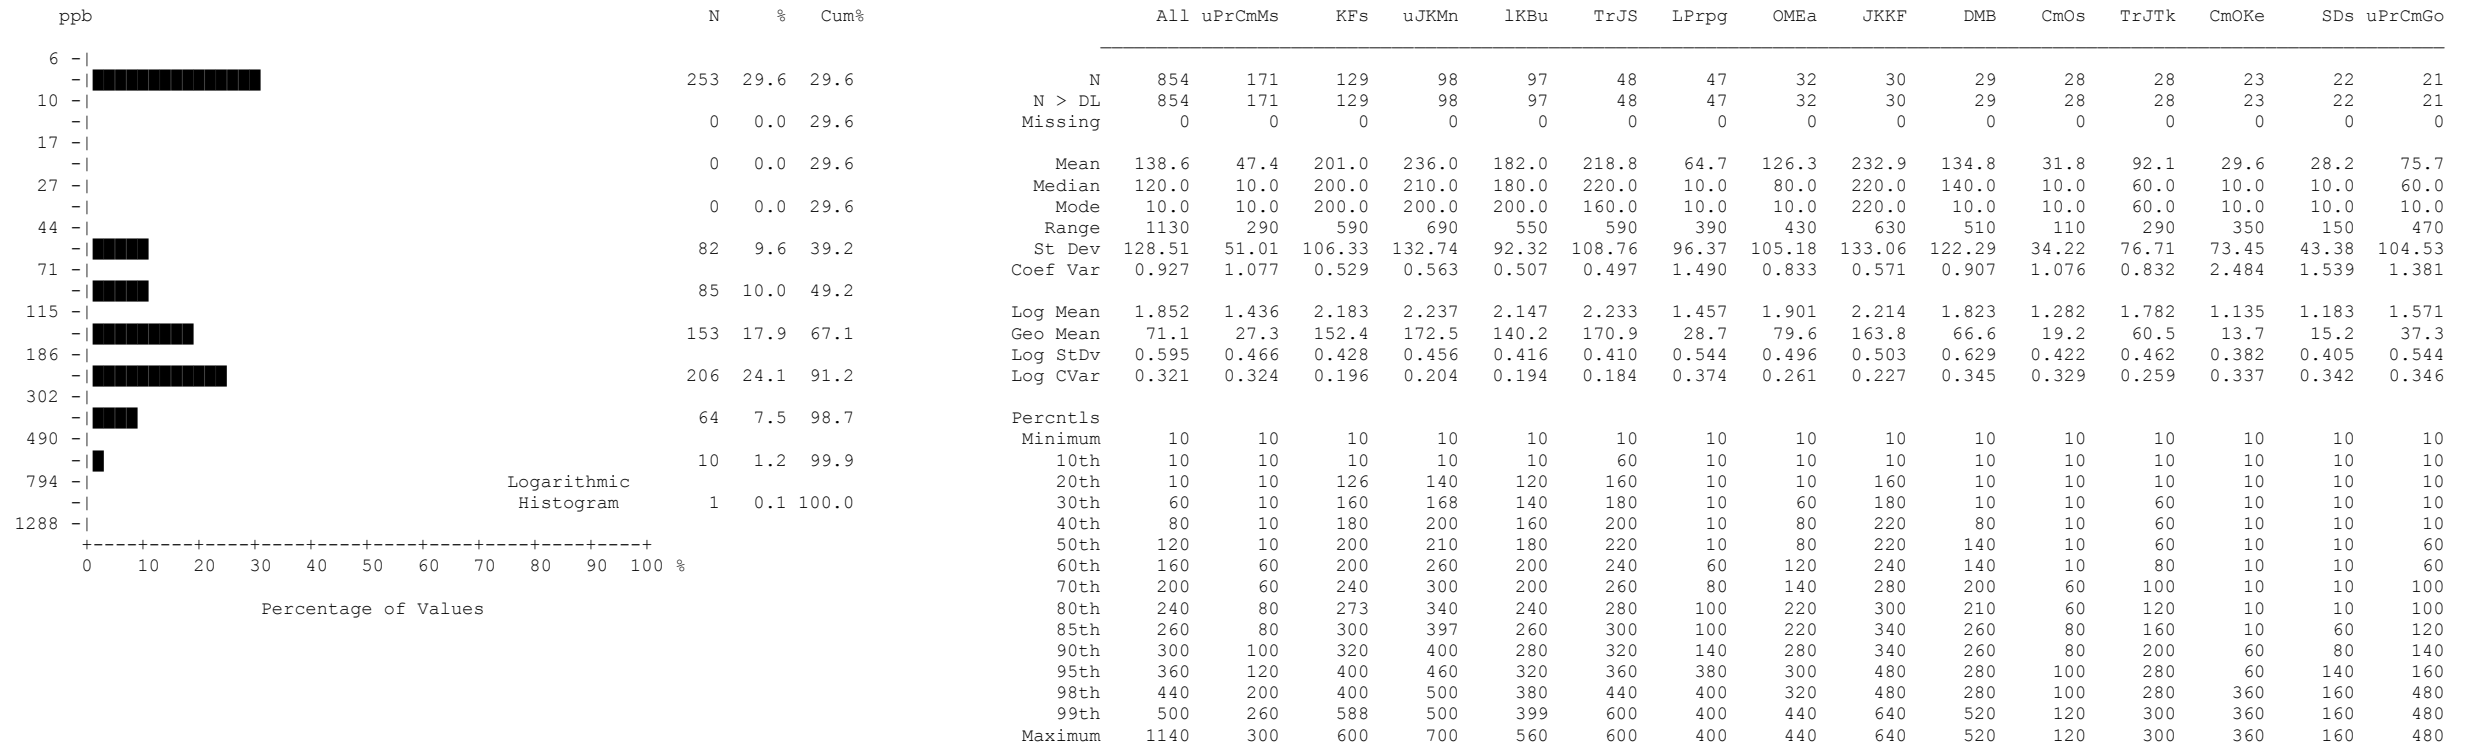 ppb N % Cum% All uPrCmMs KFs uJKMn lKBu TrJS LPrpg OMEa JKKF DMB CmOs TrJTk CmOKe SDs uPrCmGo
6 -|
-| 253 29.6 29.6 N 854 171 129 98 97 48 47 32 30 29 28 28 23 22 21
10 -| N > DL 854 171 129 98 97 48 47 32 30 29 28 28 23 22 21
-| 0 0.0 29.6 Missing 0 0 0 0 0 0 0 0 0 0 0 0 0 0 0
17 -|
-| 0 0.0 29.6 Mean 138.6 47.4 201.0 236.0 182.0 218.8 64.7 126.3 232.9 134.8 31.8 92.1 29.6 28.2 75.7
27 -| Median 120.0 10.0 200.0 210.0 180.0 220.0 10.0 80.0 220.0 140.0 10.0 60.0 10.0 10.0 60.0
-| 0 0.0 29.6 Mode 10.0 10.0 200.0 200.0 200.0 160.0 10.0 10.0 220.0 10.0 10.0 60.0 10.0 10.0 10.0
44 -| Range 1130 290 590 690 550 590 390 430 630 510 110 290 350 150 470
-| 82 9.6 39.2 St Dev 128.51 51.01 106.33 132.74 92.32 108.76 96.37 105.18 133.06 122.29 34.22 76.71 73.45 43.38 104.53
71 -| Coef Var 0.927 1.077 0.529 0.563 0.507 0.497 1.490 0.833 0.571 0.907 1.076 0.832 2.484 1.539 1.381
-| 85 10.0 49.2
115 -| Log Mean 1.852 1.436 2.183 2.237 2.147 2.233 1.457 1.901 2.214 1.823 1.282 1.782 1.135 1.183 1.571
-| 153 17.9 67.1 Geo Mean 71.1 27.3 152.4 172.5 140.2 170.9 28.7 79.6 163.8 66.6 19.2 60.5 13.7 15.2 37.3
186 -| Log StDv 0.595 0.466 0.428 0.456 0.416 0.410 0.544 0.496 0.503 0.629 0.422 0.462 0.382 0.405 0.544
-| 206 24.1 91.2 Log CVar 0.321 0.324 0.196 0.204 0.194 0.184 0.374 0.261 0.227 0.345 0.329 0.259 0.337 0.342 0.346
302 -|
-| 64 7.5 98.7 Percntls
490 -| Minimum 10 10 10 10 10 10 10 10 10 10 10 10 10 10 10
-| 10 1.2 99.9 10th 10 10 10 10 10 60 10 10 10 10 10 10 10 10 10
794 -| Logarithmic 20th 10 10 126 140 120 160 10 10 160 10 10 10 10 10 10
-| Histogram 1 0.1 100.0 30th 60 10 160 168 140 180 10 60 180 10 10 60 10 10 10
1288 -| 40th 80 10 180 200 160 200 10 80 220 80 10 60 10 10 10
+----+----+----+----+----+----+----+----+----+----+ 50th 120 10 200 210 180 220 10 80 220 140 10 60 10 10 60
0 10 20 30 40 50 60 70 80 90 100 % 60th 160 60 200 260 200 240 60 120 240 140 10 80 10 10 60
70th 200 60 240 300 200 260 80 140 280 200 60 100 10 10 100
Percentage of Values 80th 240 80 273 340 240 280 100 220 300 210 60 120 10 10 100
85th 260 80 300 397 260 300 100 220 340 260 80 160 10 60 120
90th 300 100 320 400 280 320 140 280 340 260 80 200 60 80 140
95th 360 120 400 460 320 360 380 300 480 280 100 280 60 140 160
98th 440 200 400 500 380 440 400 320 480 280 100 280 360 160 480
99th 500 260 588 500 399 600 400 440 640 520 120 300 360 160 480
Maximum 1140 300 600 700 560 600 400 440 640 520 120 300 360 160 480